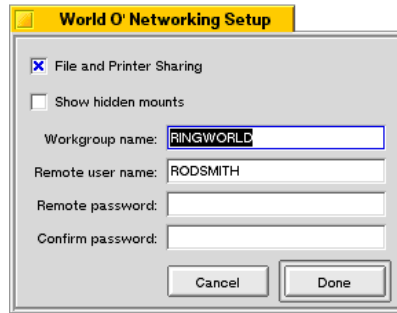 World O' Networking Setup
File and Printer Sharing
Show hidden mounts
Workgroup name: RINGWORLD
Remote user name: RODSMITH
Remote password:
Confirm password:
Cancel Done